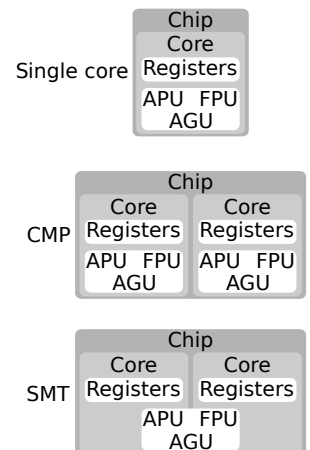 Chip
Core
Single core Registers
APU FPU
AGU
Chip
Core Core
CMP Registers Registers
APU FPU APU FPU
AGU AGU
Chip
Core Core
SMT Registers Registers
APU FPU
AGU